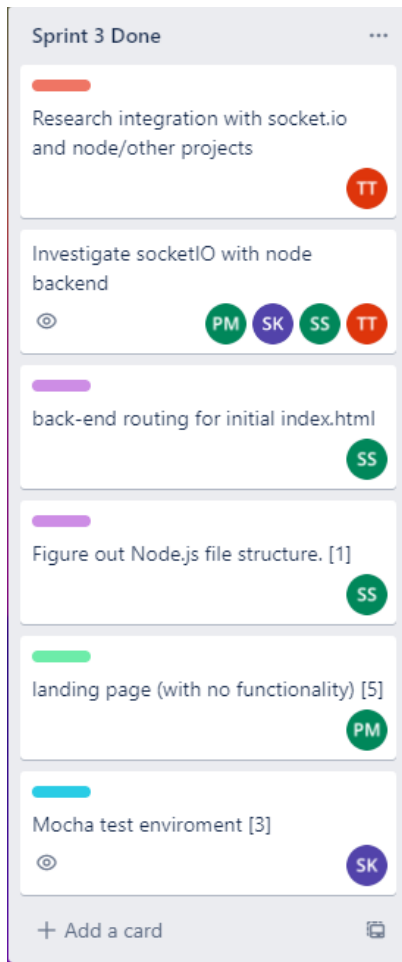 Sprint 3 Done
Research integration with socket.io
and node/other projects
TT
Investigate socketIO with node
backend
PM SK SS TT
back-end routing for initial index.html
SS
Figure out Node.js file structure. [1]
SS
landing page (with no functionality) [5]
PM
Mocha test enviroment [3]
SK
+ Add a card